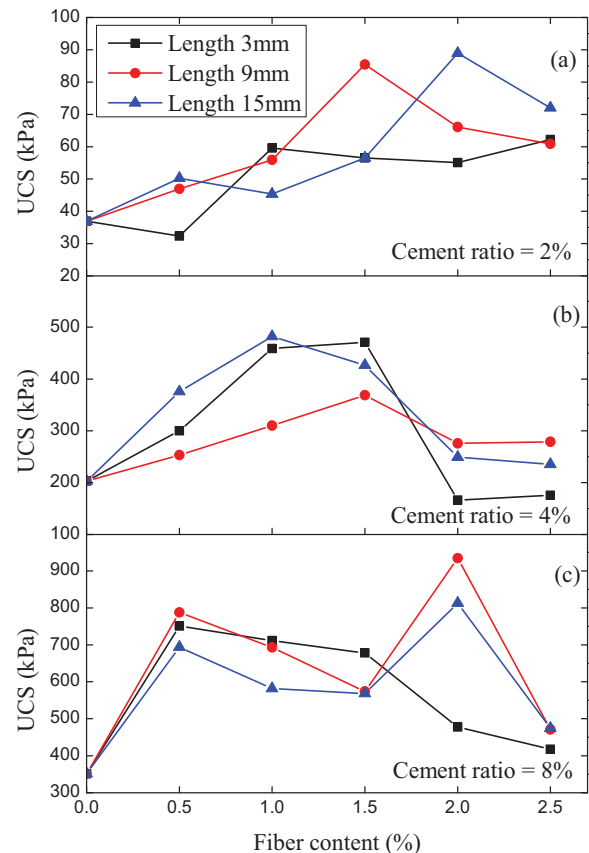 100
90
80
70
60
50
40
30
20
UCS (kPa)
Length 3mm
Length 9mm
Length 15mm
(a)
Cement ratio = 2%
500
400
300
200
100
UCS (kPa)
(b)
Cement ratio = 4%
900
800
700
600
500
400
300
UCS (kPa)
(c)
Cement ratio = 8%
0.0 0.5 1.0 1.5 2.0 2.5
Fiber content (%)